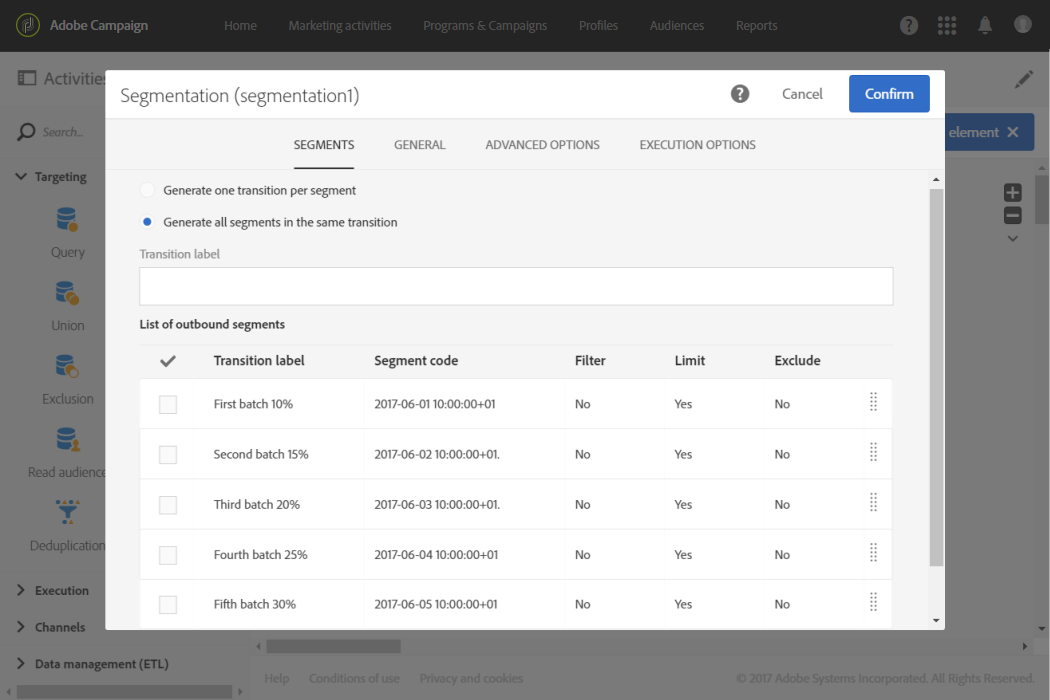 Adobe Campaign
Home Marketing activities Programs & Campaigns Profiles Audiences Reports
Activities
Segmentation (segmentation1)
Cancel Confirm
Search...
element
SEGMENTS GENERAL ADVANCED OPTIONS EXECUTION OPTIONS
Targeting
Query
Union
Exclusion
Read audience
Deduplication
Execution
Channels
Data management (ETL)
Generate one transition per segment
Generate all segments in the same transition
Transition label
List of outbound segments
Transition label Segment code Filter Limit Exclude
First batch 10% 2017-06-01 10:00:00+01 No Yes No
Second batch 15% 2017-06-02 10:00:00+01. No Yes No
Third batch 20% 2017-06-03 10:00:00+01. No Yes No
Fourth batch 25% 2017-06-04 10:00:00+01 No Yes No
Fifth batch 30% 2017-06-05 10:00:00+01 No Yes No
Help Conditions of use Privacy and cookies © 2017 Adobe Systems Incorporated. All Rights Reserved.